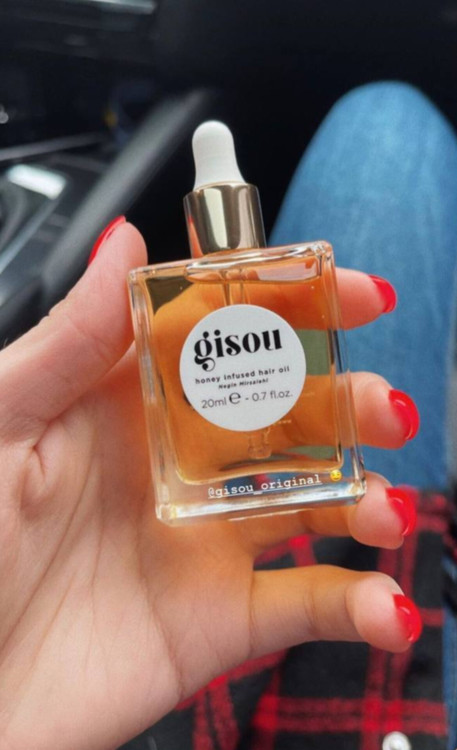 gisou
honey infused hair oil
Negin Mirsalehi
20ml e - 0.7 fl.oz.
@gisou_original 😉